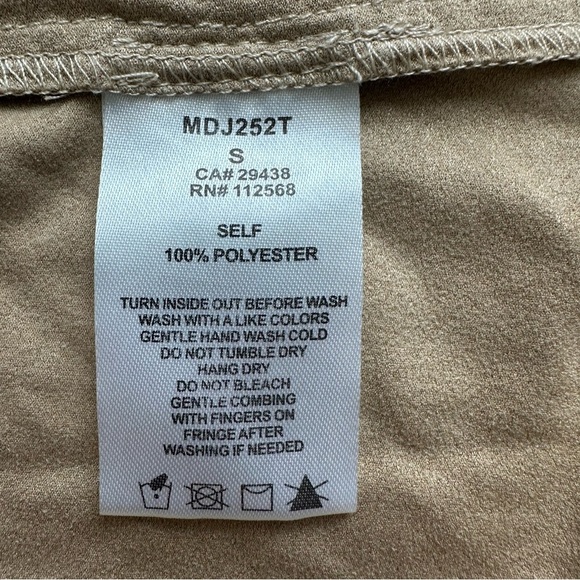 MDJ252T
S
CA# 29438
RN# 112568
SELF
100% POLYESTER
TURN INSIDE OUT BEFORE WASH
WASH WITH A LIKE COLORS
GENTLE HAND WASH COLD
DO NOT TUMBLE DRY
HANG DRY
DO NOT BLEACH
GENTLE COMBING
WITH FINGERS ON
FRINGE AFTER
WASHING IF NEEDED